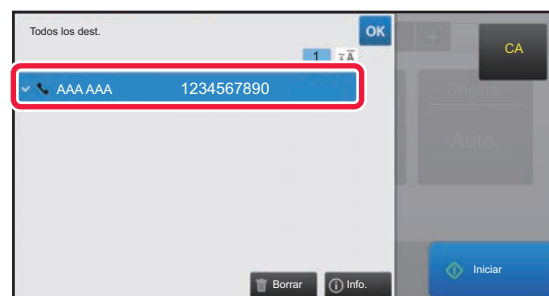 Todos los dest.
OK
CA
1
AAA AAA 1234567890
Original
Auto.
Borrar
Info.
Iniciar